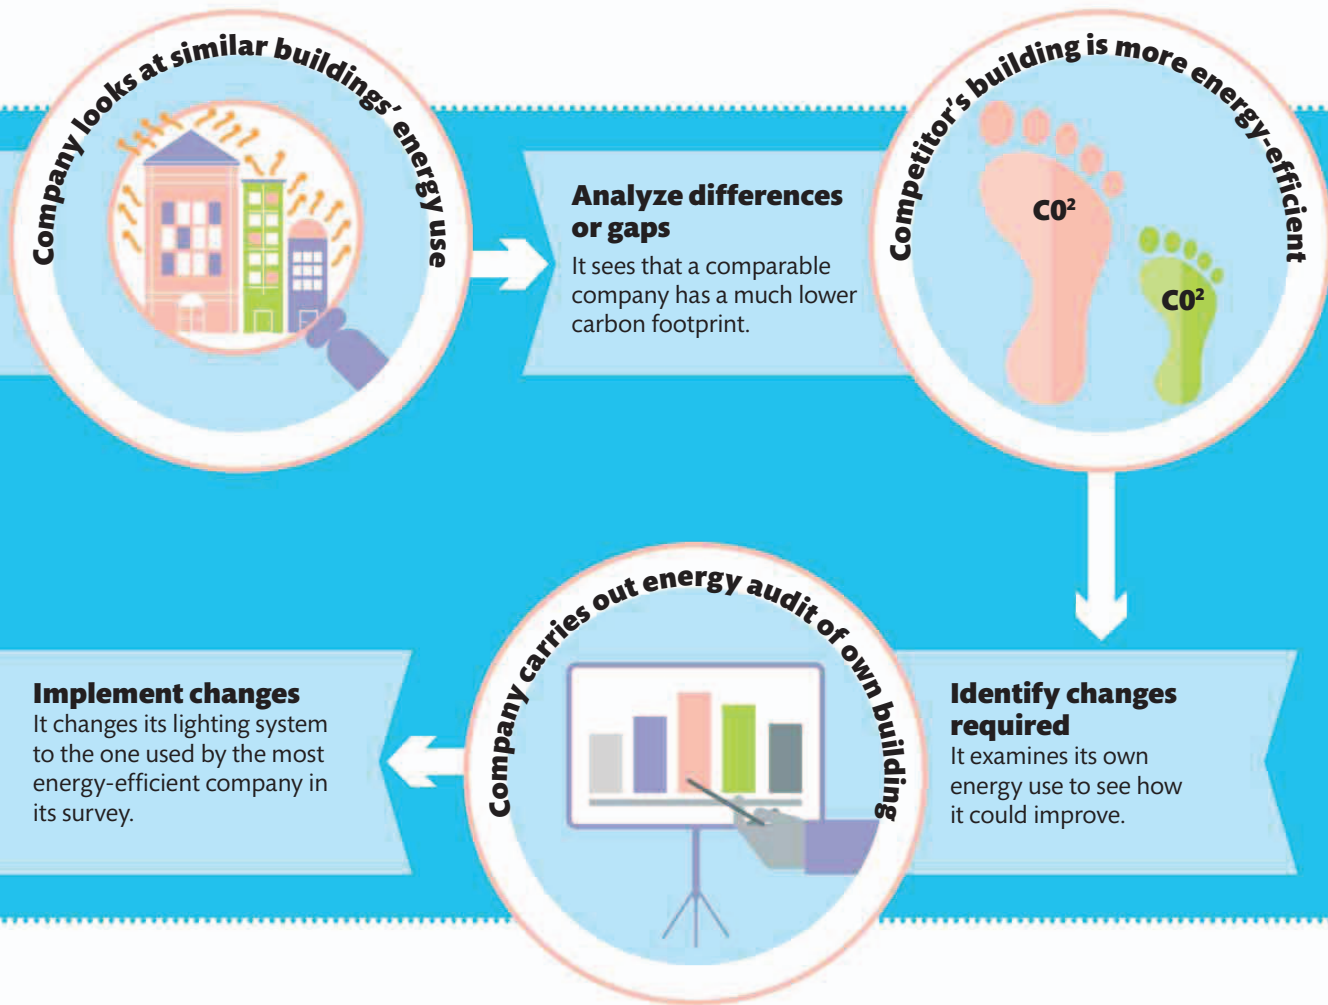 Company looks at similar buildings’ energy use
Analyze differences
or gaps
It sees that a comparable
company has a much lower
carbon footprint.
Competitor’s building is more energy-efficient
C0²
C0²
Identify changes
required
It examines its own
energy use to see how
it could improve.
Company carries out energy audit of own building
Implement changes
It changes its lighting system
to the one used by the most
energy-efficient company in
its survey.